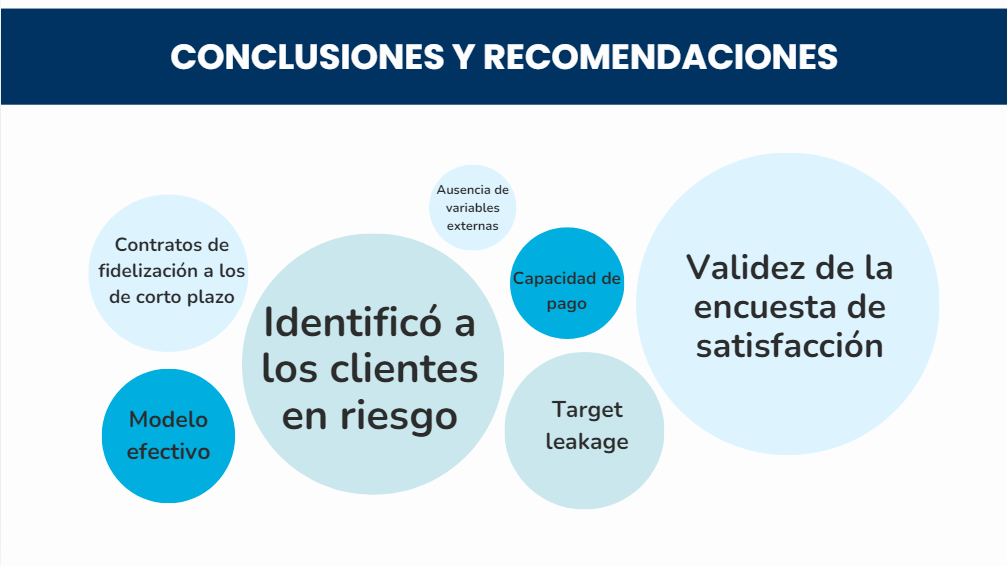 CONCLUSIONES Y RECOMENDACIONES
Contratos de
fidelización a los
de corto plazo
Modelo
efectivo
Identificó a
los clientes
en riesgo
Ausencia de
variables
externas
Capacidad de
pago
Target
leakage
Validez de la
encuesta de
satisfacción